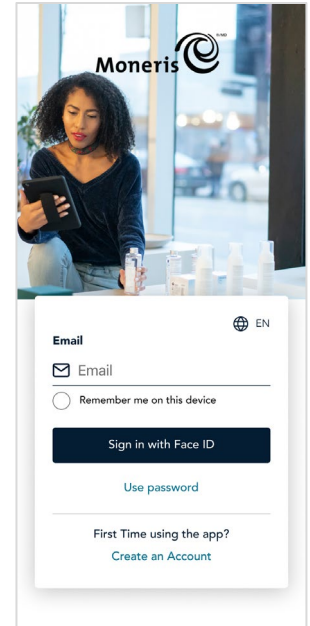 Moneris
EN
Email
Email
Remember me on this device
Sign in with Face ID
Use password
First Time using the app?
Create an Account